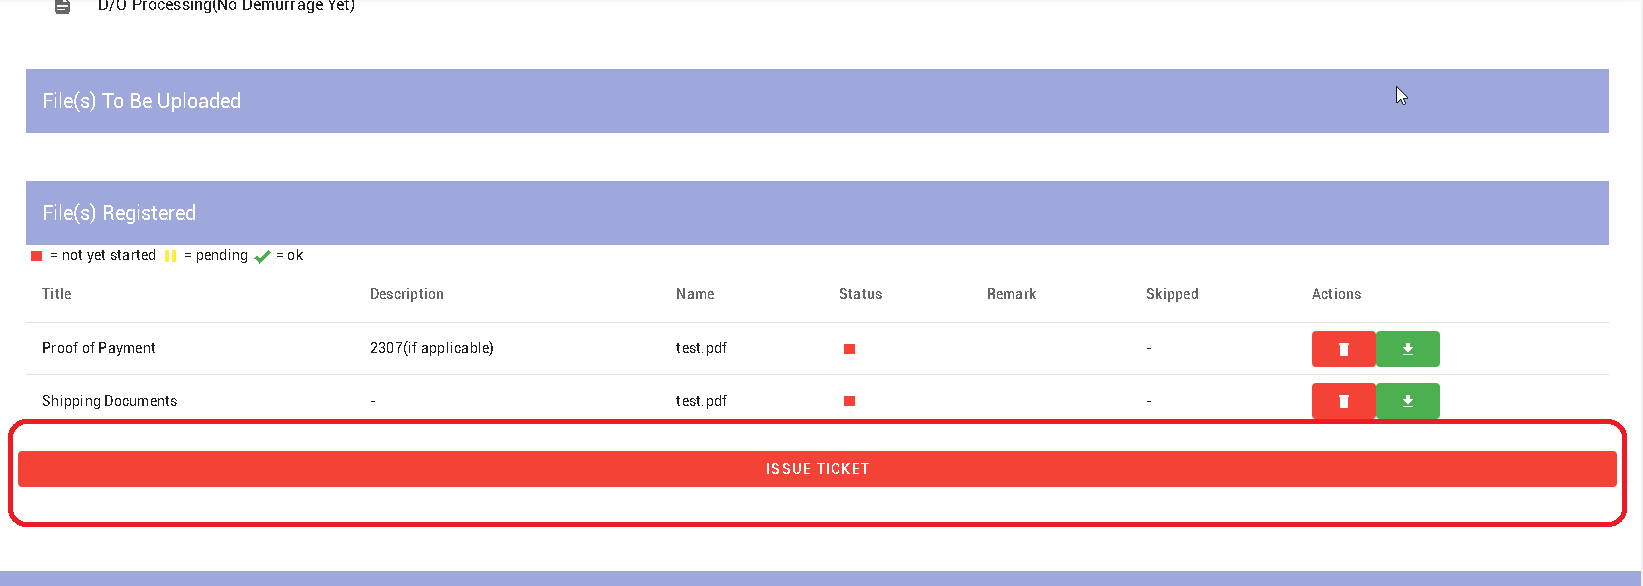 D/O Processing(No Demurrage Yet)
File(s) To Be Uploaded
File(s) Registered
= not yet started = pending = ok
Title Description Name Status Remark Skipped Actions
Proof of Payment 2307(if applicable) test.pdf -
Shipping Documents - test.pdf -
ISSUE TICKET